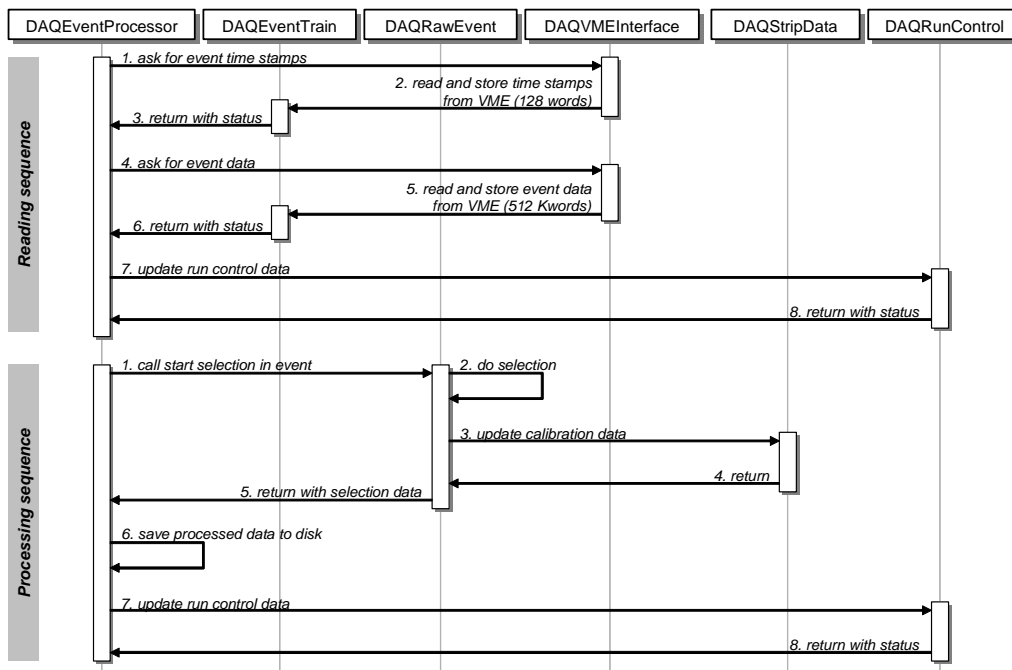 DAQEventProcessor
DAQEventTrain
DAQRawEvent
DAQVMEInterface
DAQStripData
DAQRunControl
Reading sequence
1. ask for event time stamps
2. read and store time stamps
from VME (128 words)
3. return with status
4. ask for event data
5. read and store event data
from VME (512 Kwords)
6. return with status
7. update run control data
8. return with status
Processing sequence
1. call start selection in event
2. do selection
3. update calibration data
4. return
5. return with selection data
6. save processed data to disk
7. update run control data
8. return with status